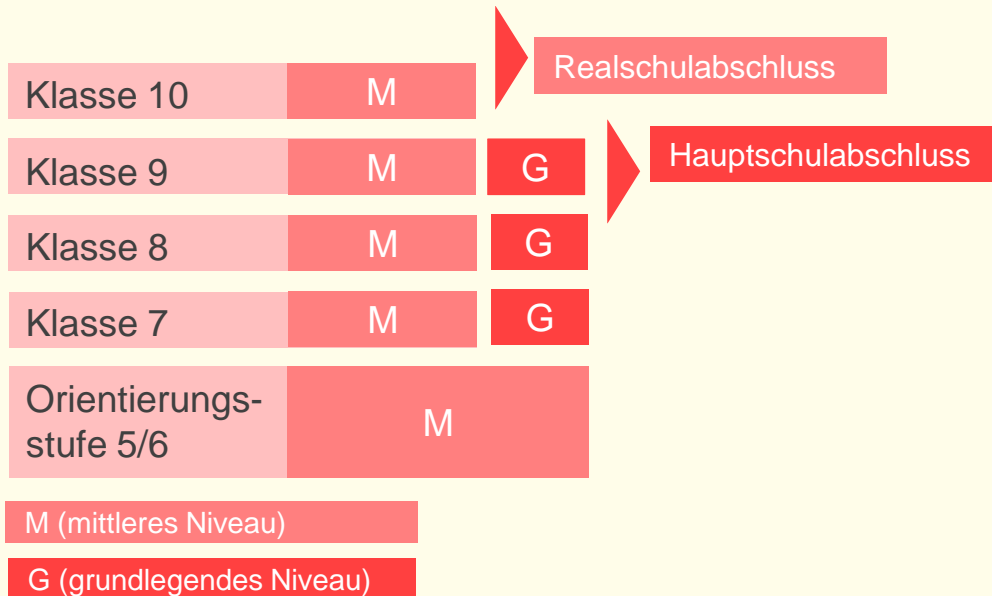 Realschulabschluss
Klasse 10
M
Hauptschulabschluss
Klasse 9
M
G
Klasse 8
M
G
Klasse 7
M
G
Orientierungs-
stufe 5/6
M
M (mittleres Niveau)
G (grundlegendes Niveau)